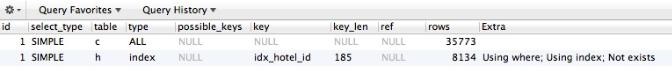 Query Favorites ▾ Query History ▾
id select_type table type possible_keys key key_len ref rows Extra
1 SIMPLE c ALL NULL NULL NULL NULL 35773
1 SIMPLE h index NULL idx_hotel_id 185 NULL 8134 Using where; Using index; Not exists